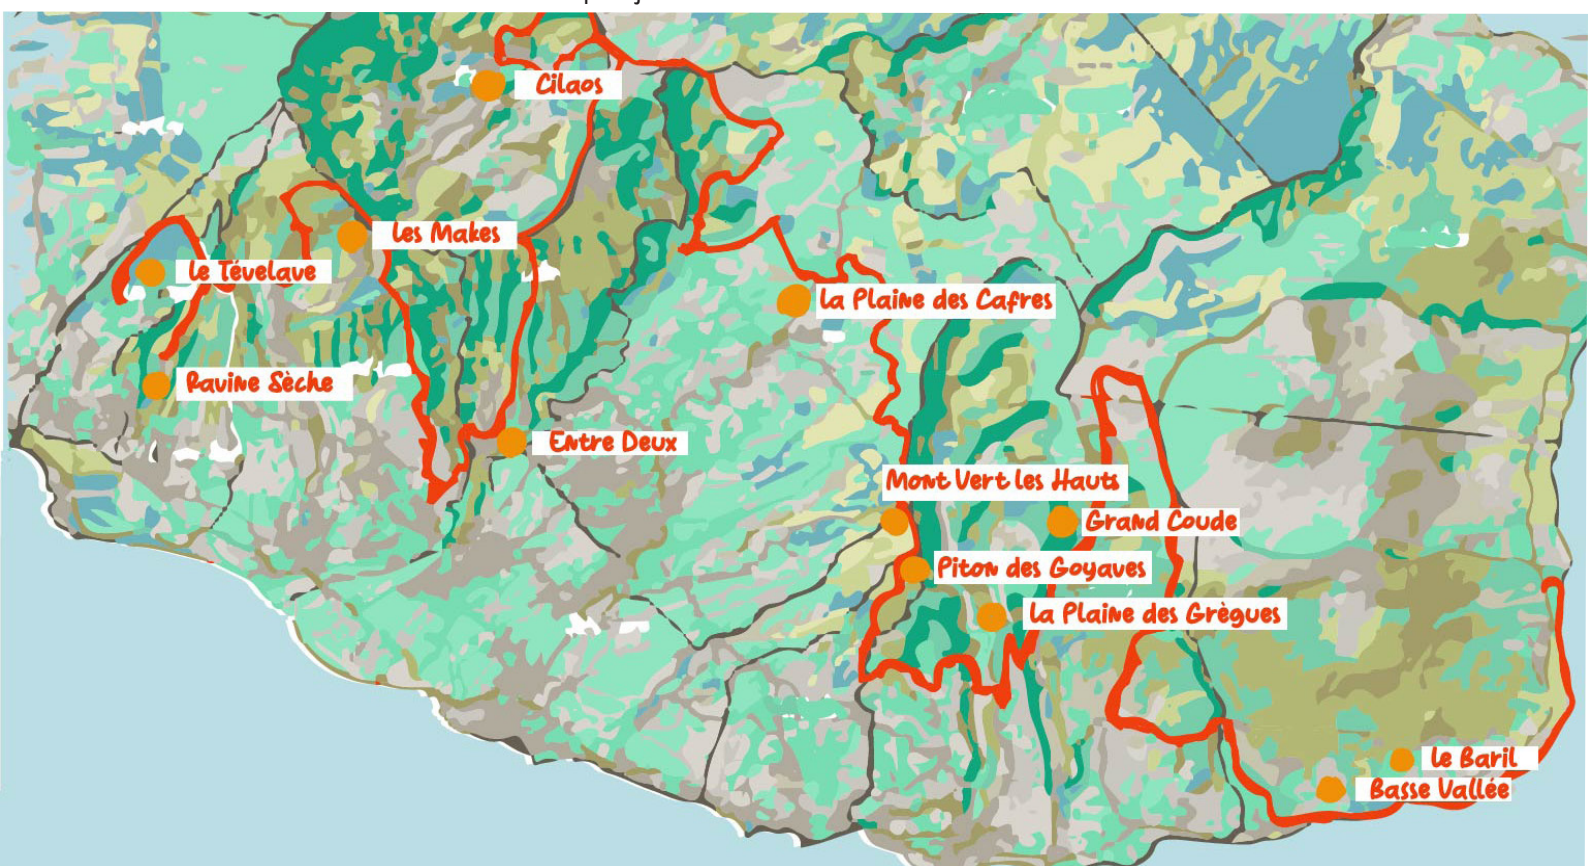 Cilaos
Les Makes
Le Tévelave
La Plaine des Cafres
Ravine Sèche
Entre Deux
Mont Vert les Hauts
Grand Coude
Piton des Goyaves
La Plaine des Grègues
Le Baril
Basse Vallée